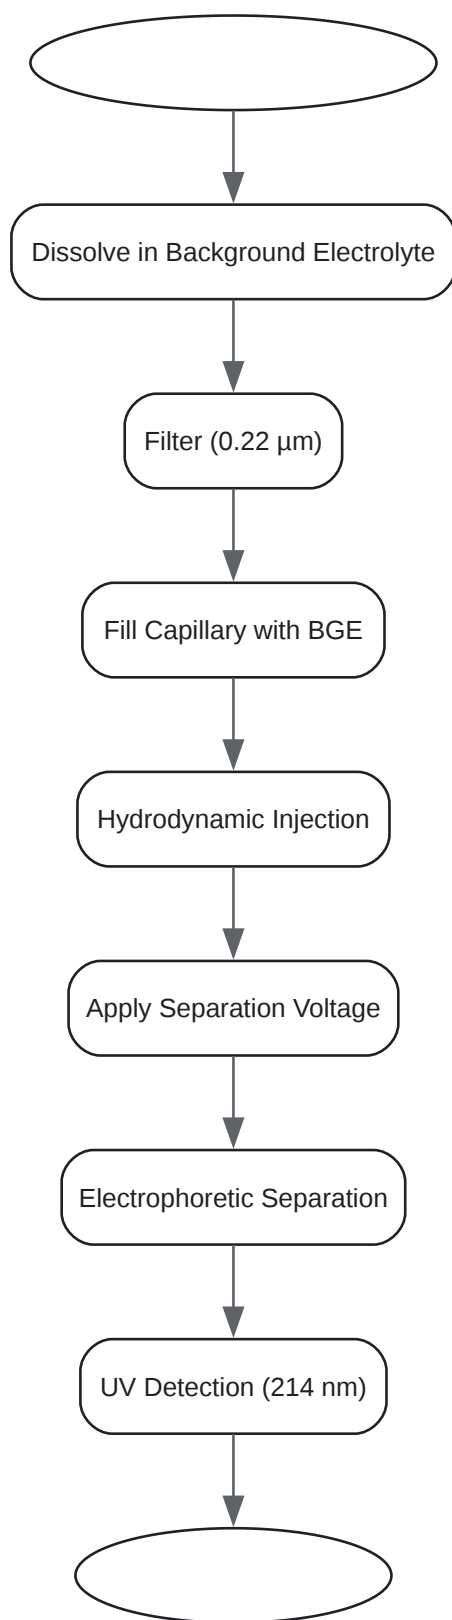 Dissolve in Background Electrolyte
Filter (0.22 µm)
Fill Capillary with BGE
Hydrodynamic Injection
Apply Separation Voltage
Electrophoretic Separation
UV Detection (214 nm)